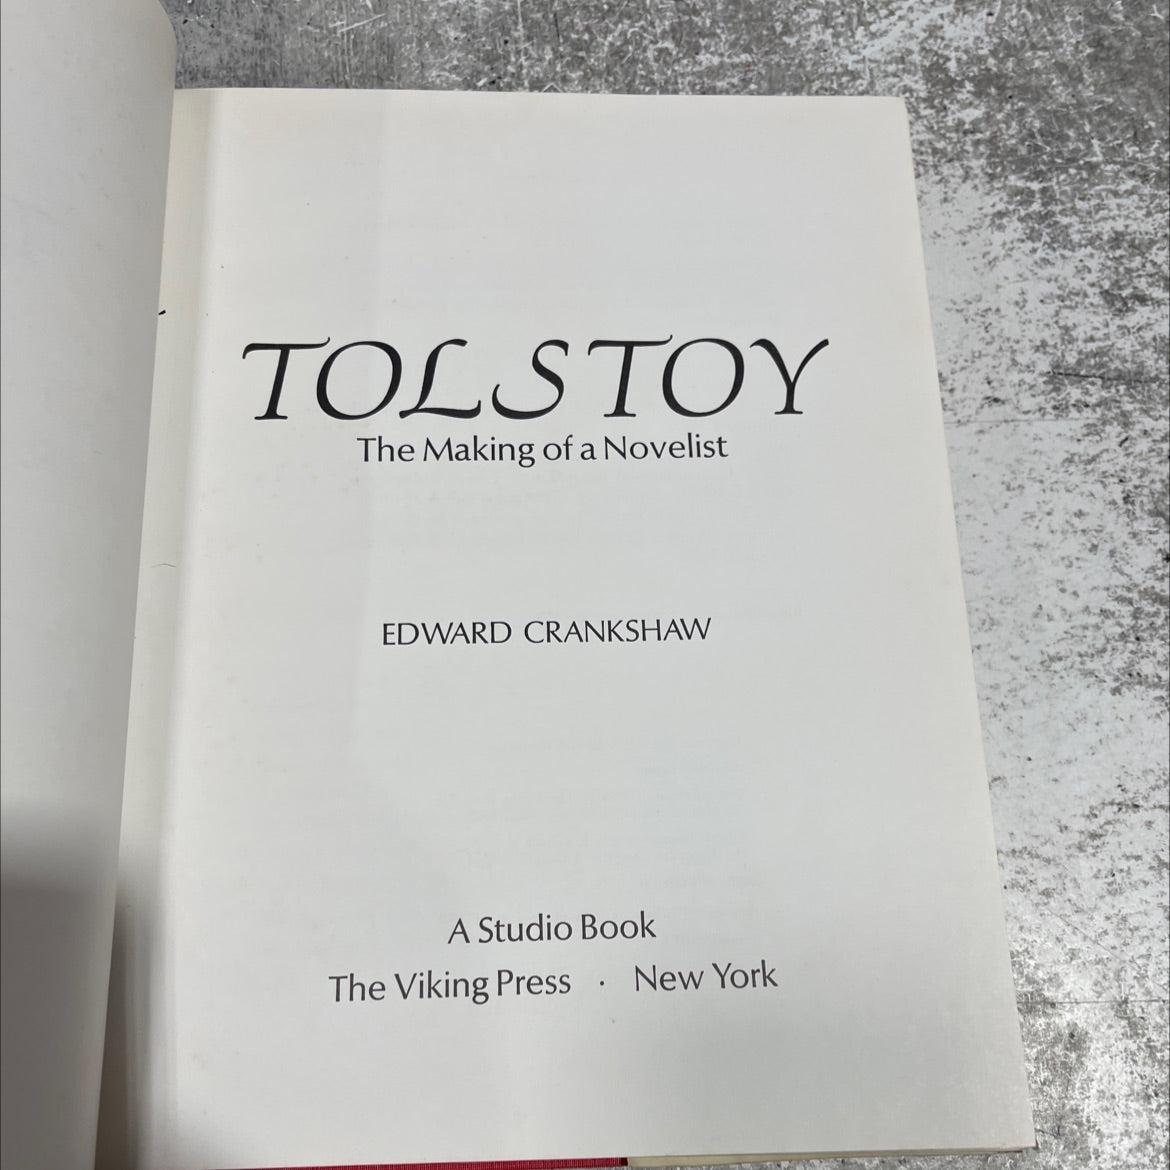 TOLSTOY
The Making of a Novelist
EDWARD CRANKSHAW
A Studio Book
The Viking Press · New York